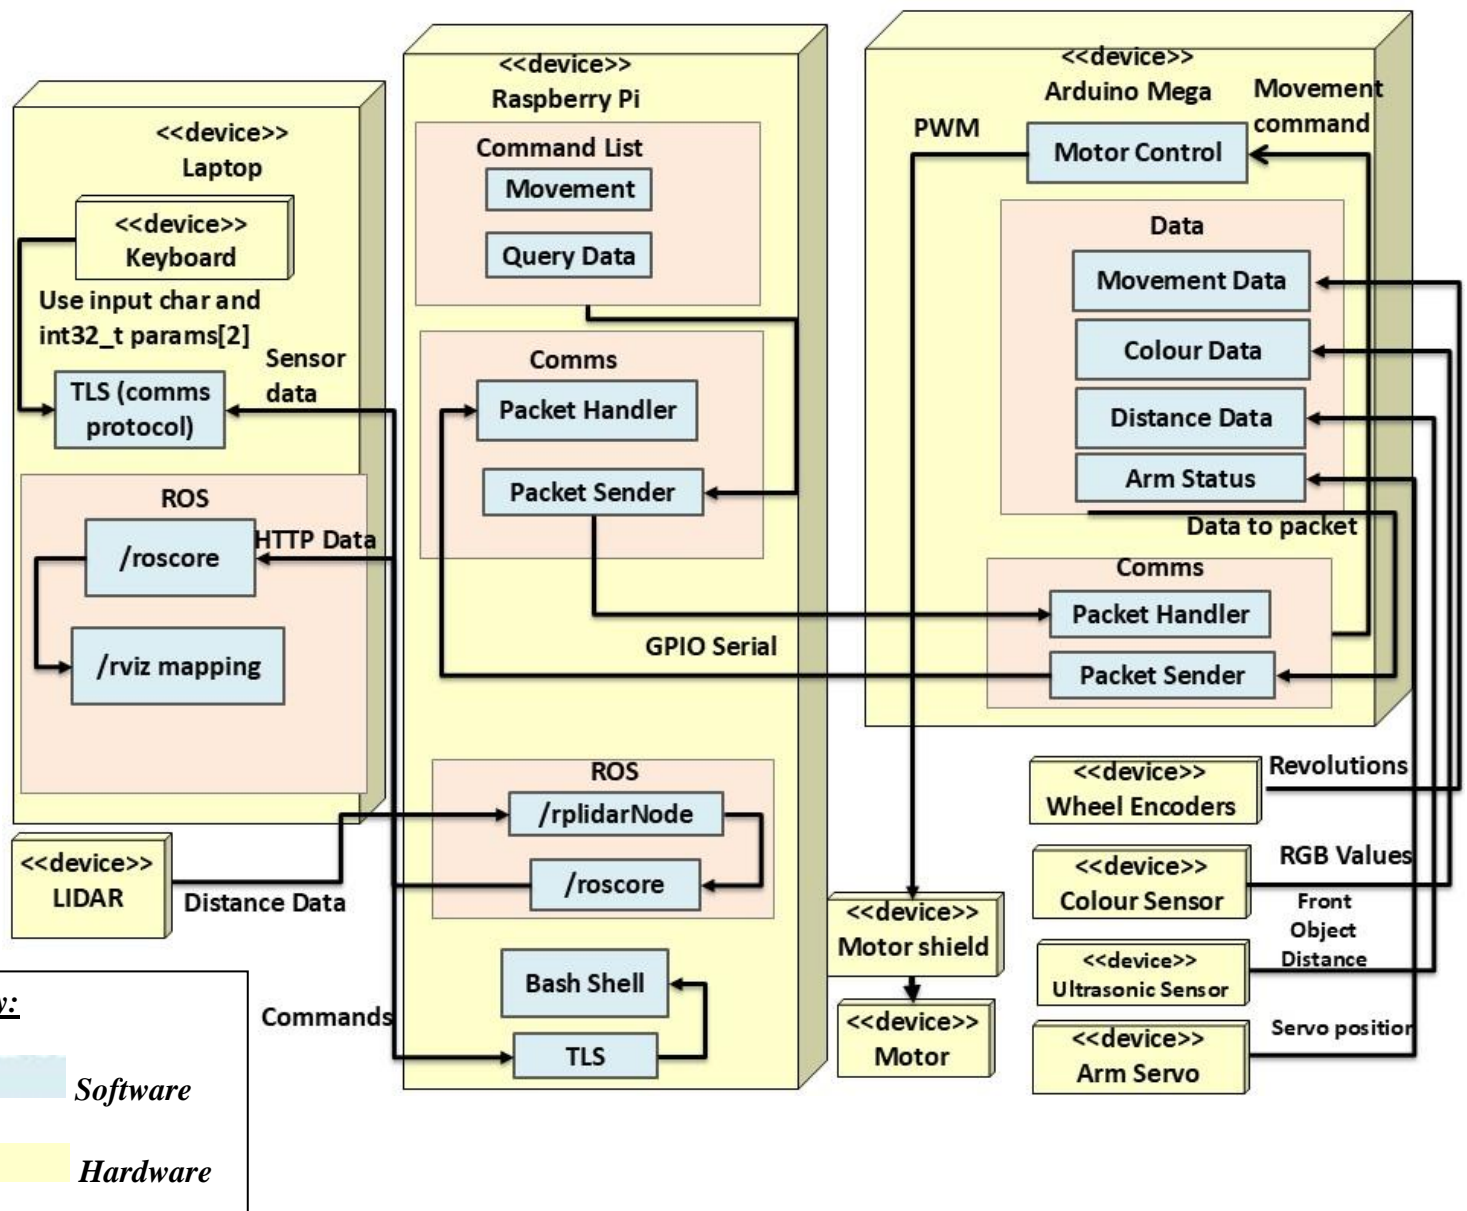 <<device>>
Laptop
<<device>>
Keyboard
Use input char and
int32_t params[2]
Sensor
data
TLS (comms
protocol)
ROS
/roscore
HTTP Data
/rviz mapping
<<device>>
LIDAR
Distance Data
<<device>>
Raspberry Pi
Command List
Movement
Query Data
Comms
Packet Handler
Packet Sender
GPIO Serial
ROS
/rplidarNode
/roscore
Bash Shell
TLS
Commands
<<device>>
Arduino Mega
PWM
Movement
command
Motor Control
Data
Movement Data
Colour Data
Distance Data
Arm Status
Data to packet
Comms
Packet Handler
Packet Sender
<<device>>
Motor shield
<<device>>
Motor
<<device>>
Wheel Encoders
Revolutions
<<device>>
Colour Sensor
RGB Values
<<device>>
Ultrasonic Sensor
Front
Object
Distance
<<device>>
Arm Servo
Servo position
y:
Software
Hardware